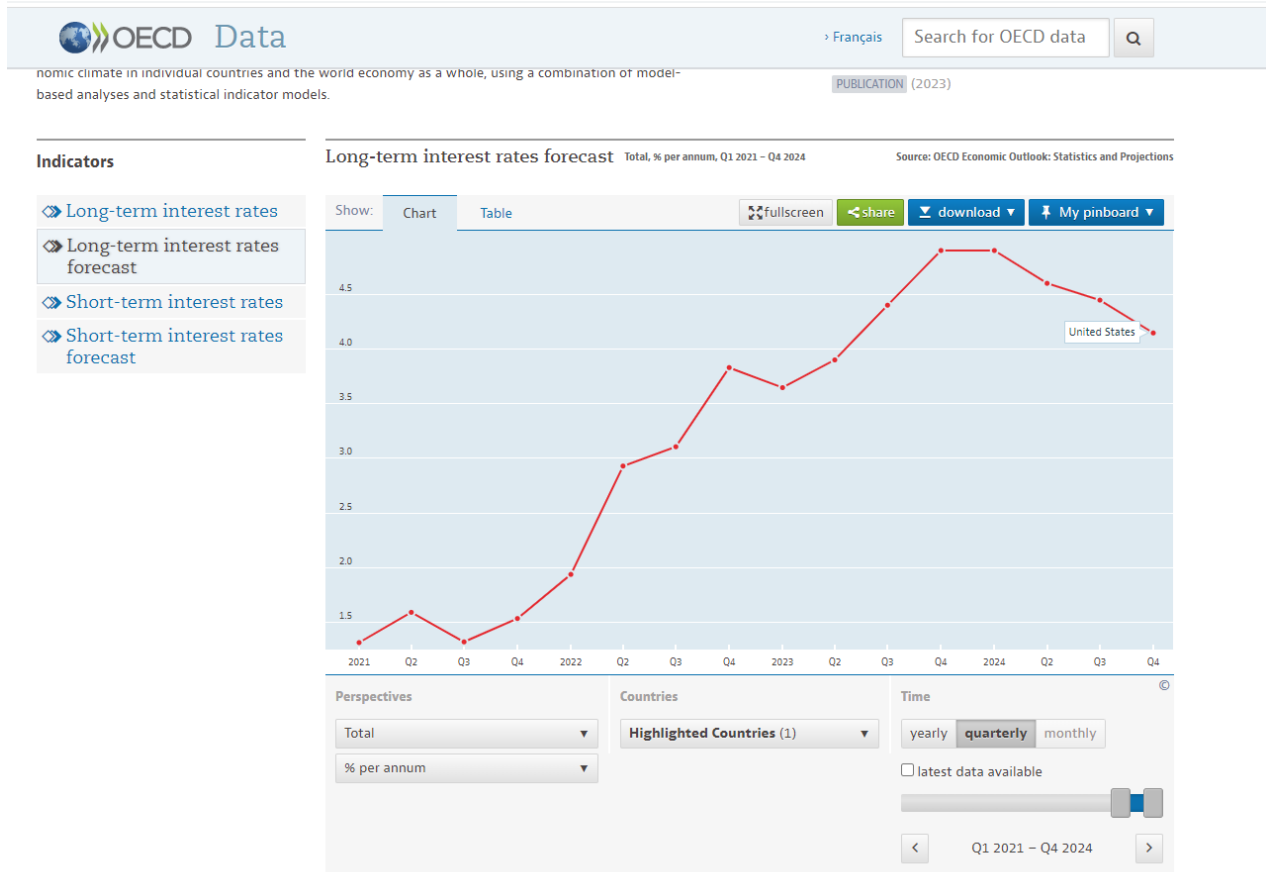 OECD Data
› Français
Search for OECD data
nomic climate in individual countries and the world economy as a whole, using a combination of model-
based analyses and statistical indicator models.
PUBLICATION (2023)
Indicators
Long-term interest rates
Long-term interest rates
forecast
Short-term interest rates
Short-term interest rates
forecast
Long-term interest rates forecast Total, % per annum, Q1 2021 – Q4 2024
Source: OECD Economic Outlook: Statistics and Projections
Show: Chart Table
fullscreen share download ▼ My pinboard ▼
4.5
4.0
3.5
3.0
2.5
2.0
1.5
United States
2021 Q2 Q3 Q4 2022 Q2 Q3 Q4 2023 Q2 Q3 Q4 2024 Q2 Q3 Q4
©
Perspectives
Total ▼
% per annum ▼
Countries
Highlighted Countries (1) ▼
Time
yearly quarterly monthly
latest data available
< Q1 2021 – Q4 2024 >